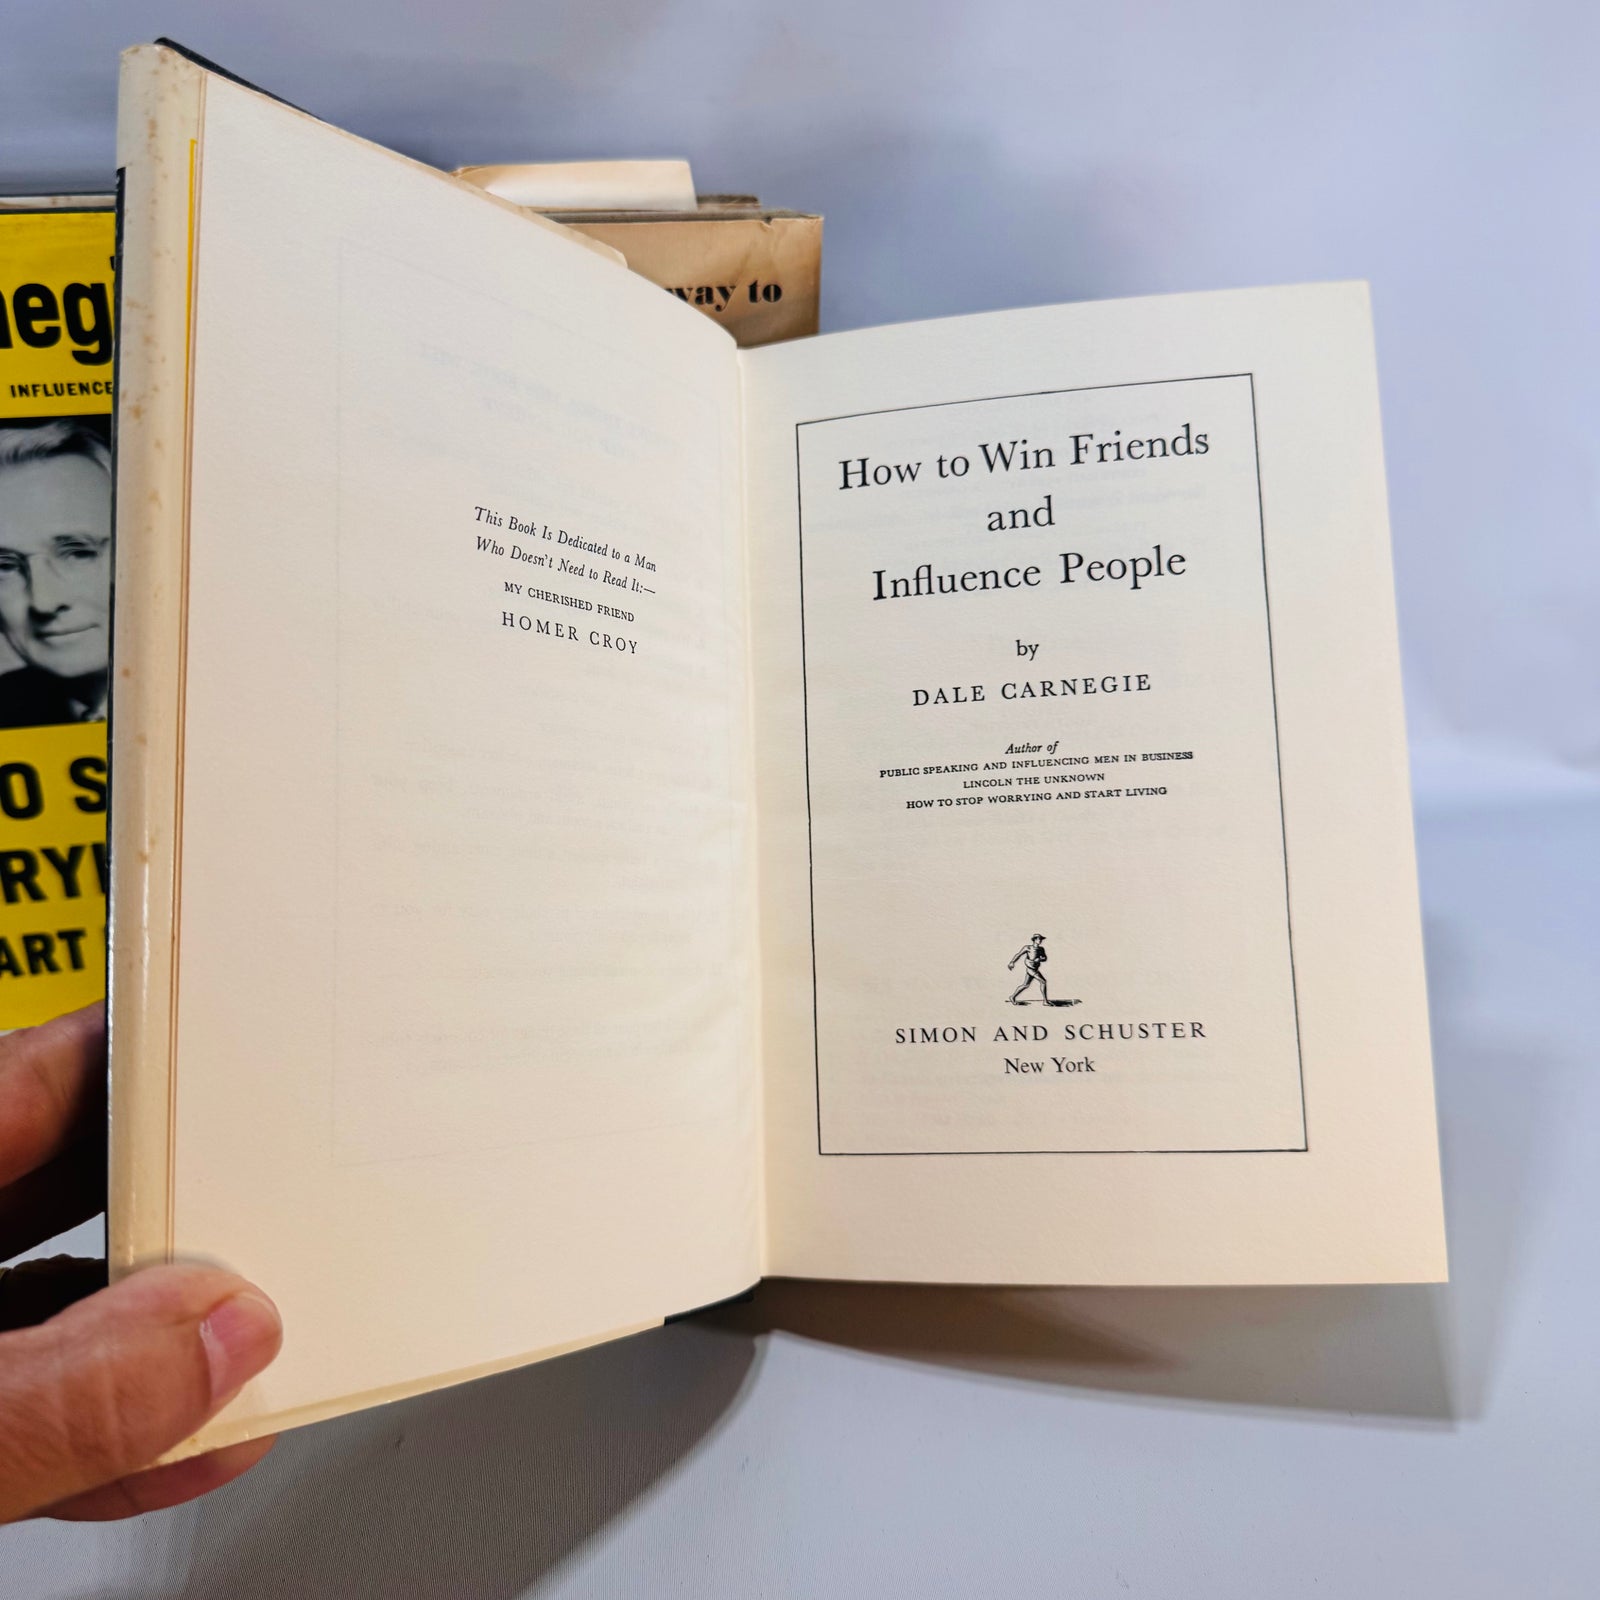 This Book Is Dedicated to a Man
Who Doesn't Need to Read It:—
MY CHERISHED FRIEND
HOMER CROY
How to Win Friends
and
Influence People
by
DALE CARNEGIE
Author of
PUBLIC SPEAKING AND INFLUENCING MEN IN BUSINESS
LINCOLN THE UNKNOWN
HOW TO STOP WORRYING AND START LIVING
SIMON AND SCHUSTER
New York
INFLUENCE
O S
RY
ART
way to